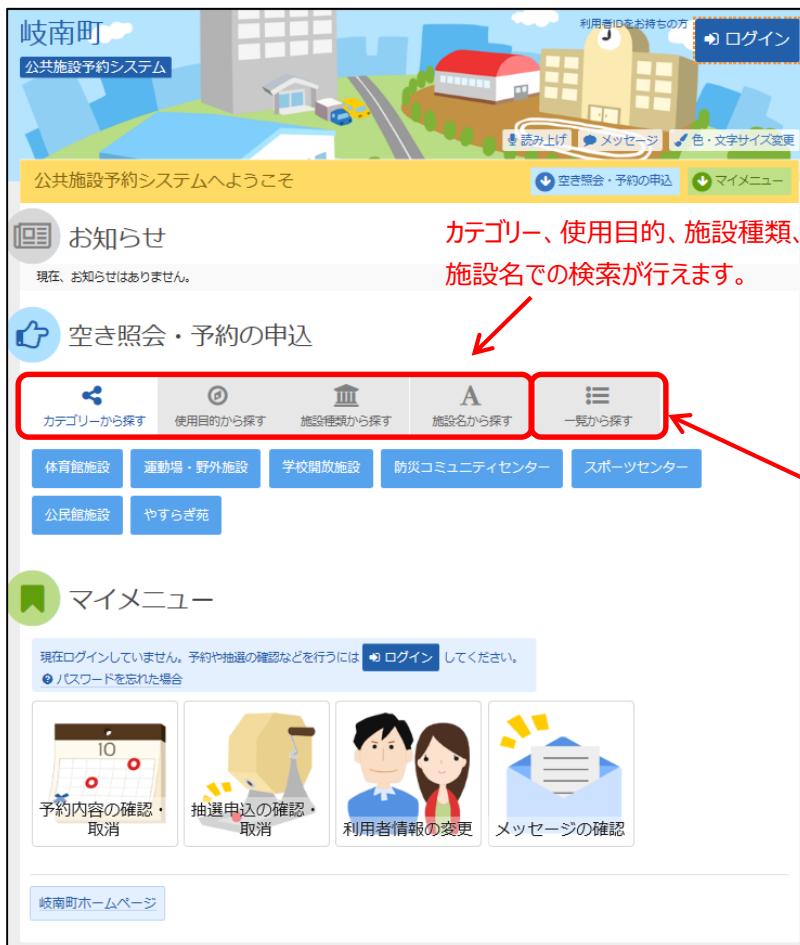 岐南町
公共施設予約システム
利用者IDをお持ちの方
ログイン
読み上げ メッセージ 色・文字サイズ変更
公共施設予約システムへようこそ
空き照会・予約の申込 マイメニュー
お知らせ
現在、お知らせはありません。
カテゴリー、使用目的、施設種類、
施設名での検索が行えます。
空き照会・予約の申込
カテゴリーから探す 使用目的から探す 施設種類から探す A 施設名から探す 一覧から探す
体育館施設 運動場・野外施設 学校開放施設 防災コミュニティセンター スポーツセンター
公民館施設 やすらぎ苑
マイメニュー
現在ログインしていません。予約や抽選の確認などを行うには ログイン してください。
パスワードを忘れた場合
10
予約内容の確認・
取消
抽選申込の確認・
取消
利用者情報の変更
メッセージの確認
岐南町ホームページ